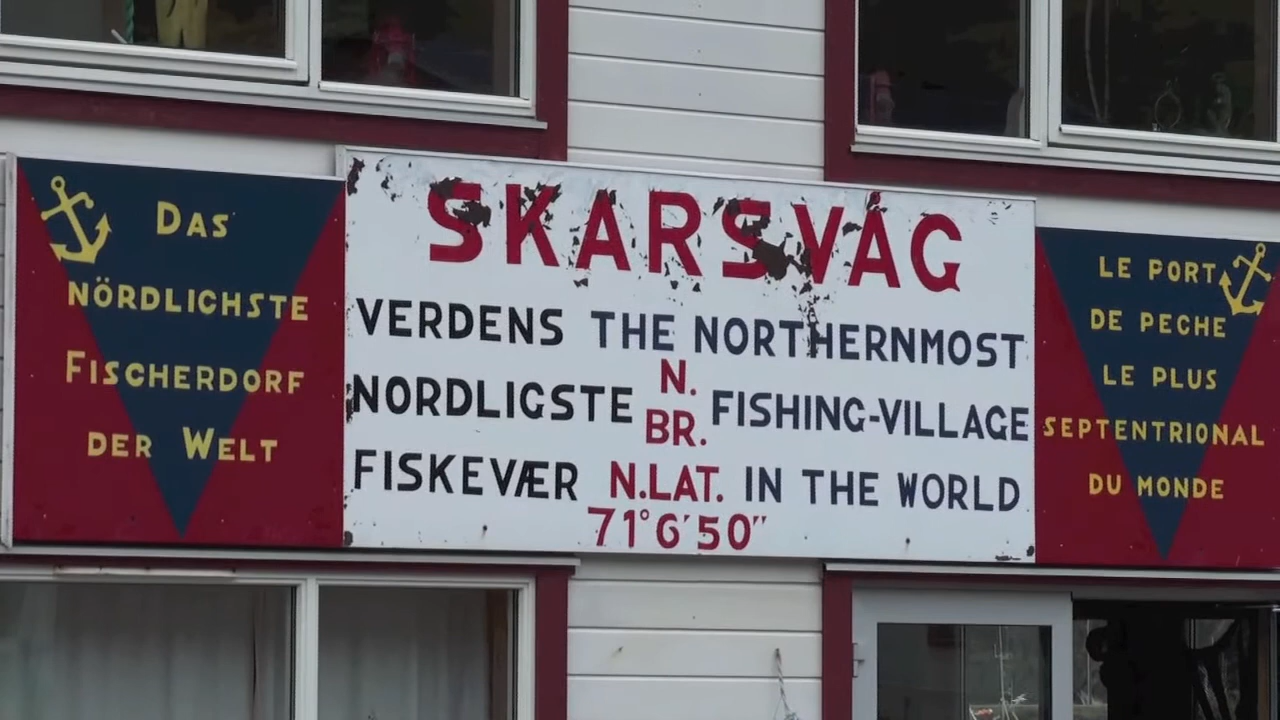 Das
nördlichste
Fischerdorf
der Welt
SKARSVÅG
VERDENS THE NORTHERNMOST
NORDLIGSTE N. BR. FISHING-VILLAGE
FISKEVÆR N.LAT. IN THE WORLD
71°6′50″
LE PORT
DE PECHE
LE PLUS
SEPTENTRIONAL
DU MONDE